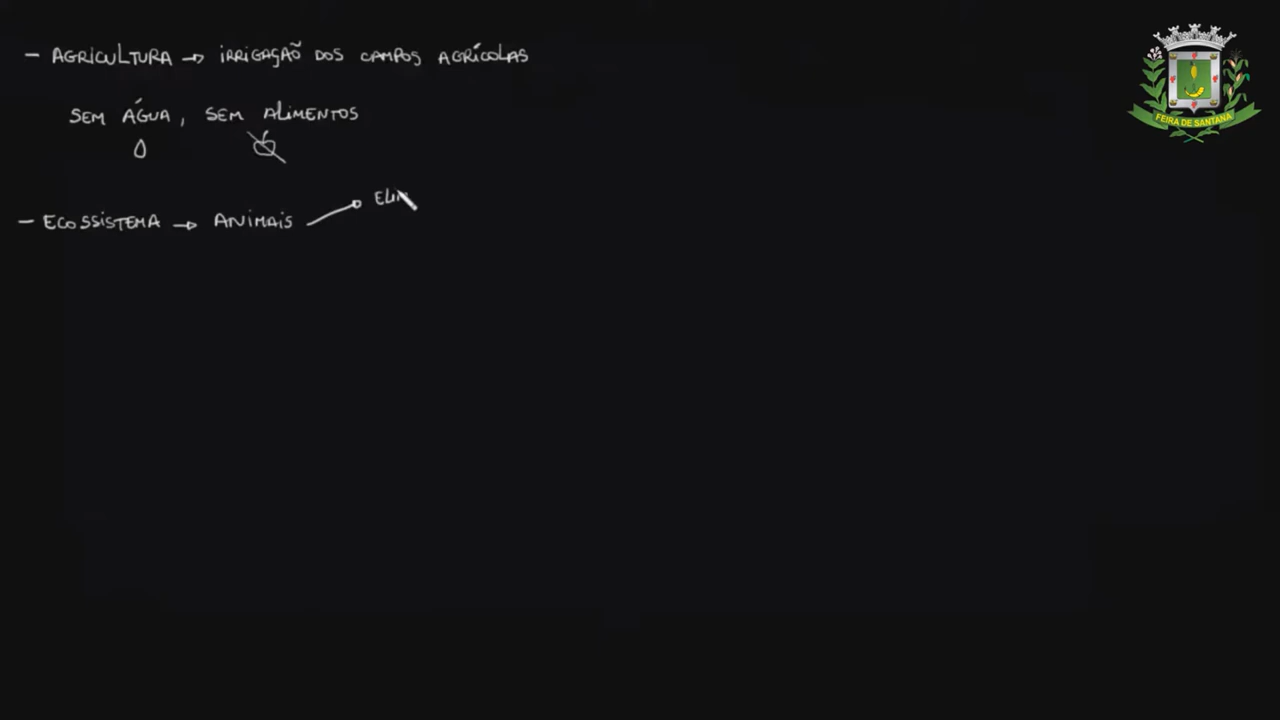 - AGRICULTURA → IRRIGAÇÃO DOS CAMPOS AGRÍCOLAS
SEM ÁGUA, SEM ALIMENTOS
- ECOSSISTEMA → ANIMAIS
FEIRA DE SANTANA